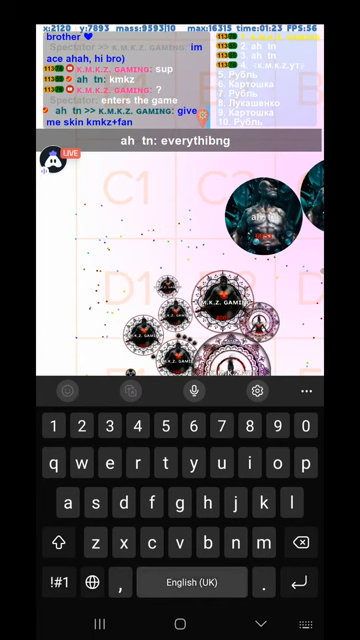 x:2120 y:7893 mass:9593|10 max:16315 time:01:23 FPS:56
brother
Spectator >> K.M.K.Z. GAMING: im
ace ahah, hi bro)
K.M.K.Z. GAMING: sup
ah tn: kmkz
K.M.K.Z. GAMING: ?
Spectator: enters the game
ah tn >> K.M.K.Z. GAMING: give
me skin kmkz+fan
2. ah tn
3. ah tn
5. Рубль
6. Картошка
7. Рубль
8. Лукашенко
9. Картошка
10. Рубль
ah tn: everythibng
LIVE
C1
C2
D1
1 2 3 4 5 6 7 8 9 0
q w e r t y u i o p
a s d f g h j k l
z x c v b n m
!#1 , English (UK) .